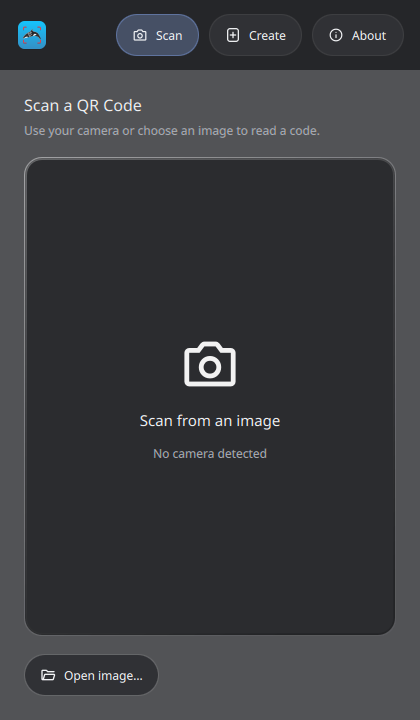 Scan
Create
About
Scan a QR Code
Use your camera or choose an image to read a code.
Scan from an image
No camera detected
Open image...